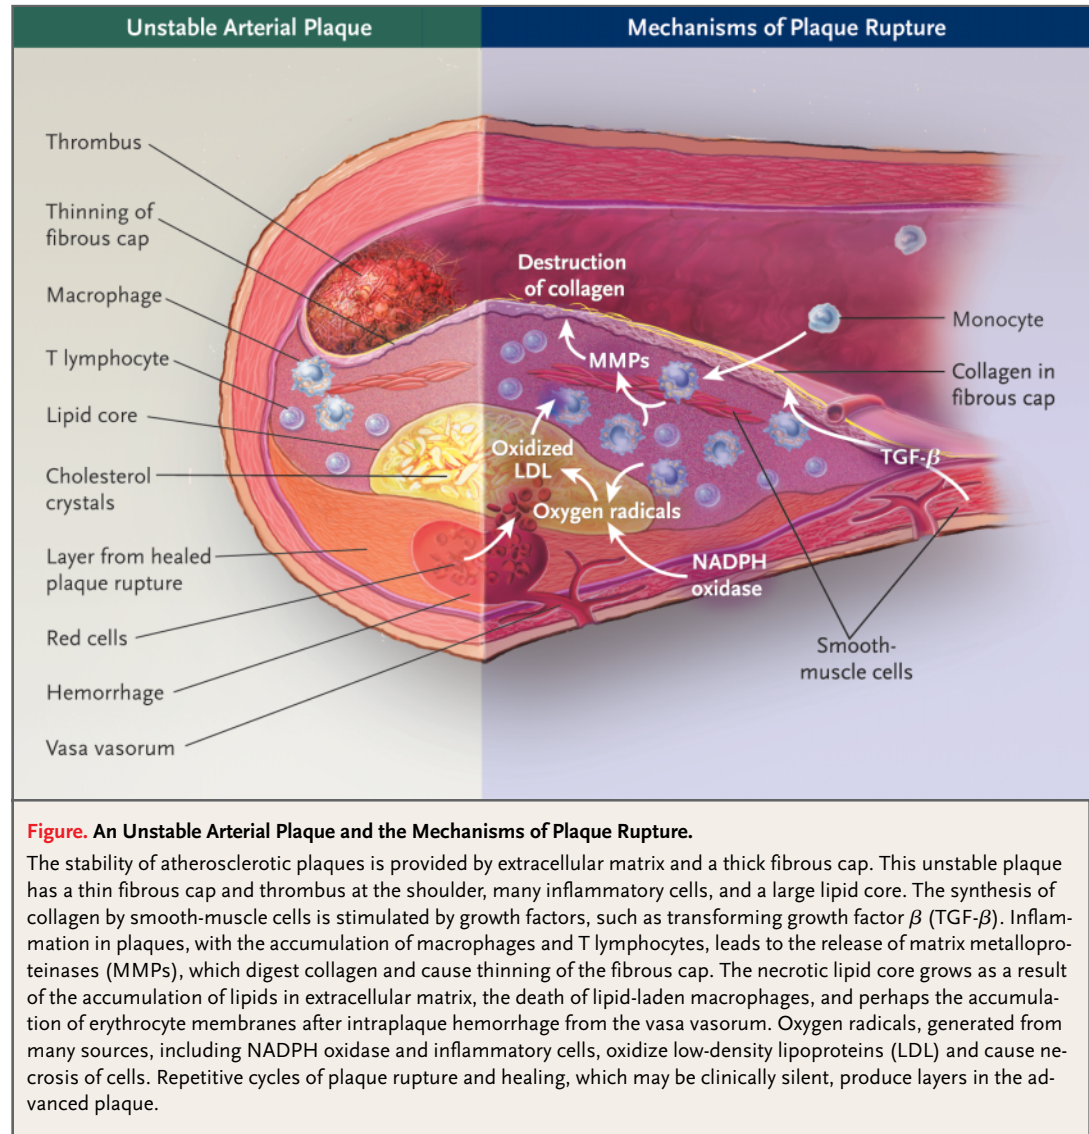 Unstable Arterial Plaque
Mechanisms of Plaque Rupture
Thrombus
Thinning of
fibrous cap
Macrophage
T lymphocyte
Lipid core
Cholesterol
crystals
Layer from healed
plaque rupture
Red cells
Hemorrhage
Vasa vasorum
Destruction
of collagen
MMPs
Oxidized
LDL
Oxygen radicals
NADPH
oxidase
TGF-β
Monocyte
Collagen in
fibrous cap
Smooth-
muscle cells
Figure. An Unstable Arterial Plaque and the Mechanisms of Plaque Rupture.
The stability of atherosclerotic plaques is provided by extracellular matrix and a thick fibrous cap. This unstable plaque
has a thin fibrous cap and thrombus at the shoulder, many inflammatory cells, and a large lipid core. The synthesis of
collagen by smooth-muscle cells is stimulated by growth factors, such as transforming growth factor β (TGF-β). Inflam-
mation in plaques, with the accumulation of macrophages and T lymphocytes, leads to the release of matrix metallopro-
teinases (MMPs), which digest collagen and cause thinning of the fibrous cap. The necrotic lipid core grows as a result
of the accumulation of lipids in extracellular matrix, the death of lipid-laden macrophages, and perhaps the accumula-
tion of erythrocyte membranes after intraplaque hemorrhage from the vasa vasorum. Oxygen radicals, generated from
many sources, including NADPH oxidase and inflammatory cells, oxidize low-density lipoproteins (LDL) and cause ne-
crosis of cells. Repetitive cycles of plaque rupture and healing, which may be clinically silent, produce layers in the ad-
vanced plaque.